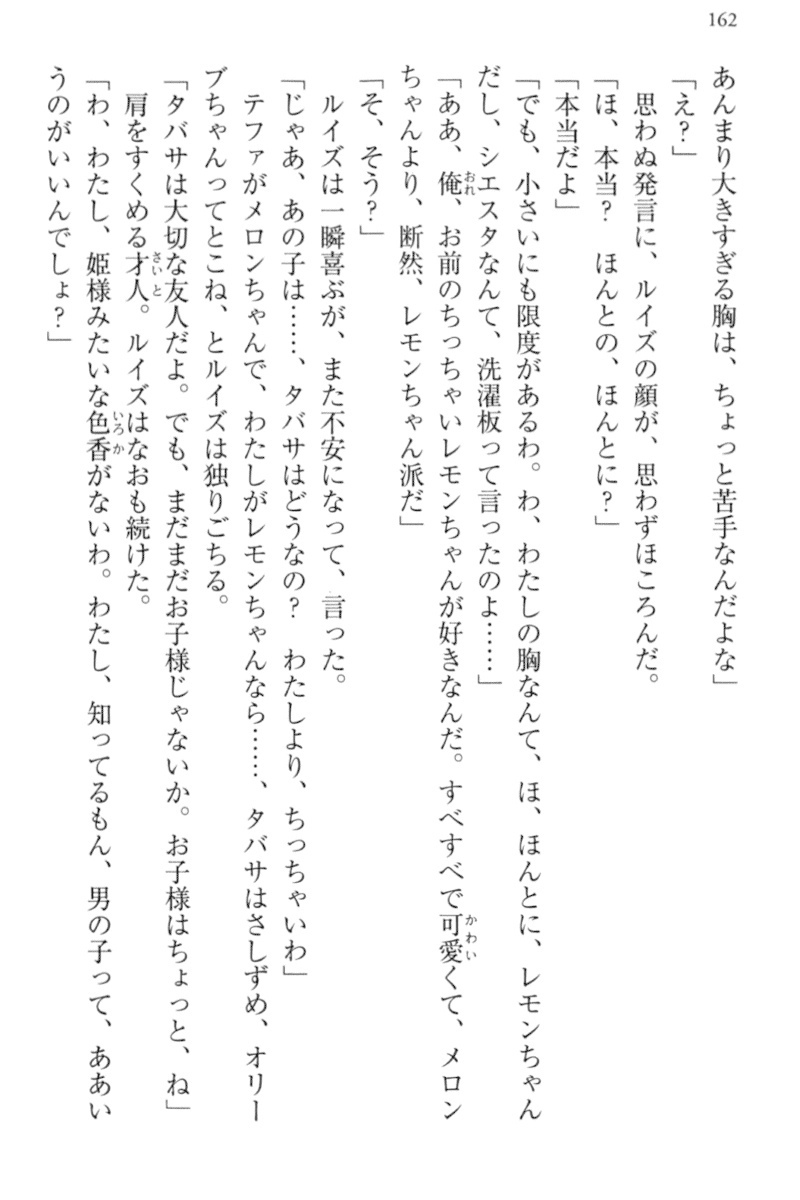 162
あんまり大きすぎる胸は、ちょっと苦手なんだよな」
「え？」
　思わぬ発言に、ルイズの顔が、思わずほころんだ。
「ほ、本当？　ほんとの、ほんとに？」
「本当だよ」
「でも、小さいにも限度があるわ。わ、わたしの胸なんて、ほ、ほんとに、レモンちゃん
だし、シエスタなんて、洗濯板って言ったのよ……」
「ああ、俺、お前のちっちゃいレモンちゃんが好きなんだ。すべすべで可愛くて、メロン
ちゃんより、断然、レモンちゃん派だ」
「そ、そう？」
　ルイズは一瞬喜ぶが、また不安になって、言った。
「じゃあ、あの子は……、タバサはどうなの？　わたしより、ちっちゃいわ」
　テファがメロンちゃんで、わたしがレモンちゃんなら……、タバサはさしずめ、オリー
ブちゃんってとこね、とルイズは独りごちる。
「タバサは大切な友人だよ。でも、まだまだお子様じゃないか。お子様はちょっと、ね」
　肩をすくめる才人。ルイズはなおも続けた。
「わ、わたし、姫様みたいな色香がないわ。わたし、知ってるもん、男の子って、ああい
うのがいいんでしょ？」